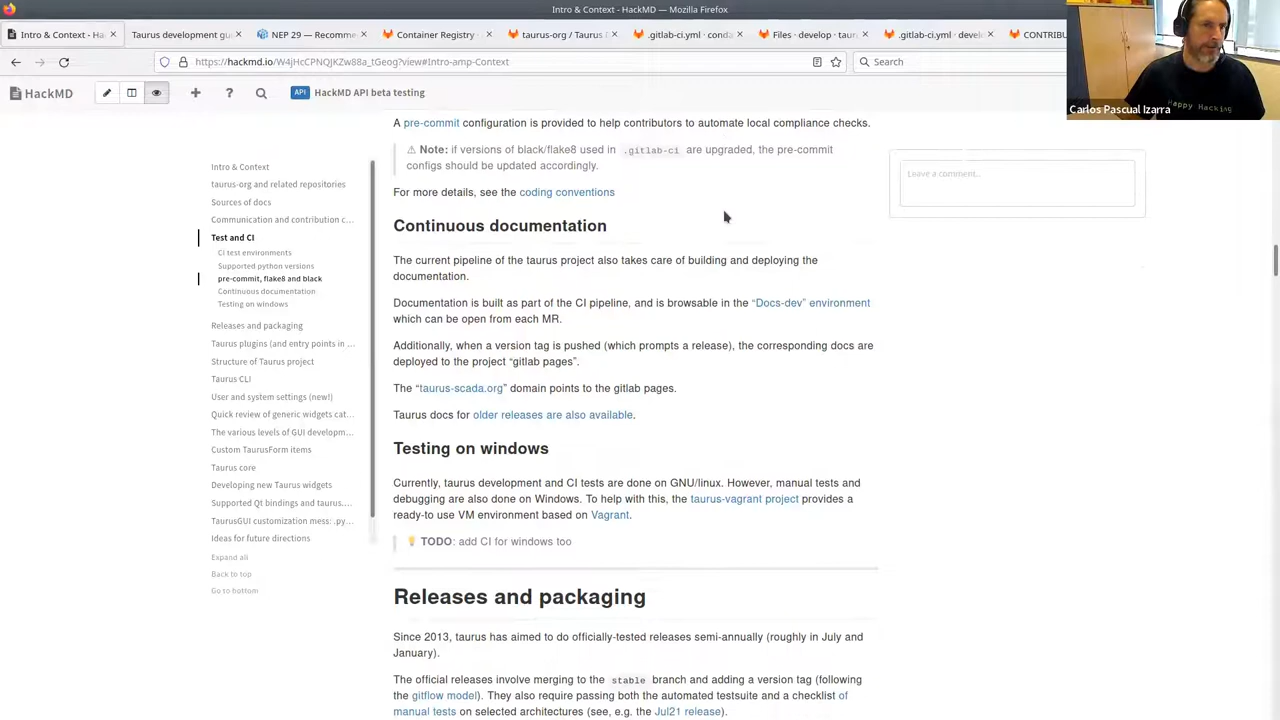 Intro & Context - HackMD — Mozilla Firefox
Intro & Context - Ha
Taurus development gu
NEP 29 — Recomme
Container Registry
taurus-org / Taurus
.gitlab-ci.yml · conda
Files · develop · taur
.gitlab-ci.yml · devel
CONTRIBU
https://hackmd.io/W4jHcCPNQJKZw88a_tGeog?view#Intro-amp-Context
Search
HackMD
API
HackMD API beta testing
Carlos Pascual Izarra
Happy Hacking
A pre-commit configuration is provided to help contributors to automate local compliance checks.
⚠ Note: if versions of black/flake8 used in .gitlab-ci are upgraded, the pre-commit
configs should be updated accordingly.
For more details, see the coding conventions
Continuous documentation
The current pipeline of the taurus project also takes care of building and deploying the
documentation.
Documentation is built as part of the CI pipeline, and is browsable in the “Docs-dev” environment
which can be open from each MR.
Additionally, when a version tag is pushed (which prompts a release), the corresponding docs are
deployed to the project “gitlab pages”.
The “taurus-scada.org” domain points to the gitlab pages.
Taurus docs for older releases are also available.
Testing on windows
Currently, taurus development and CI tests are done on GNU/linux. However, manual tests and
debugging are also done on Windows. To help with this, the taurus-vagrant project provides a
ready-to use VM environment based on Vagrant.
💡 TODO: add CI for windows too
Releases and packaging
Since 2013, taurus has aimed to do officially-tested releases semi-annually (roughly in July and
January).
The official releases involve merging to the stable branch and adding a version tag (following
the gitflow model). They also require passing both the automated testsuite and a checklist of
manual tests on selected architectures (see, e.g. the Jul21 release).
Intro & Context
taurus-org and related repositories
Sources of docs
Communication and contribution c...
Test and CI
CI test environments
Supported python versions
pre-commit, flake8 and black
Continuous documentation
Testing on windows
Releases and packaging
Taurus plugins (and entry points in ...
Structure of Taurus project
Taurus CLI
User and system settings (new!)
Quick review of generic widgets cat...
The various levels of GUI developm...
Custom TaurusForm items
Taurus core
Developing new Taurus widgets
Supported Qt bindings and taurus....
TaurusGUI customization mess: .py...
Ideas for future directions
Expand all
Back to top
Go to bottom
Leave a comment...